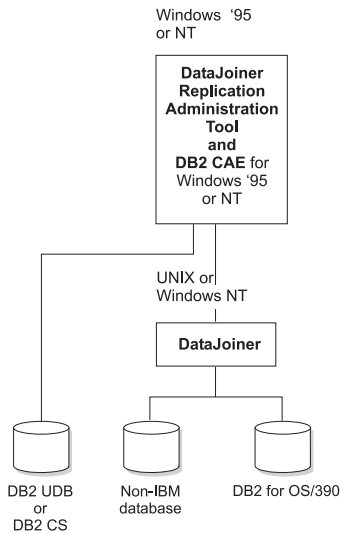 Windows ‘95
or NT
DataJoiner
Replication
Administration
Tool
and
DB2 CAE for
Windows ‘95
or NT
UNIX or
Windows NT
DataJoiner
DB2 UDB
or
DB2 CS
Non-IBM
database
DB2 for OS/390